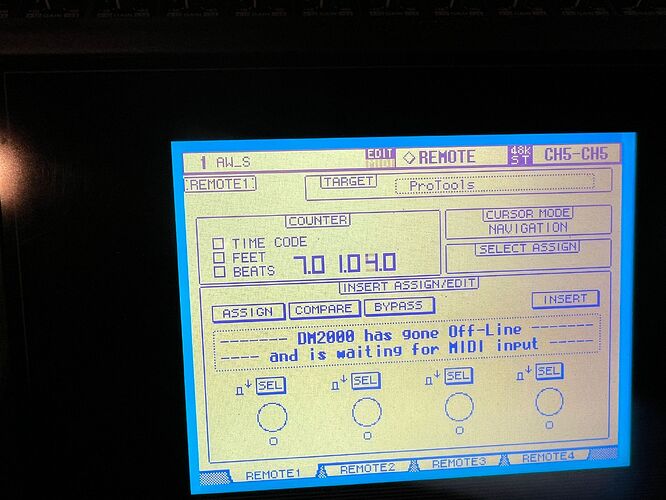 1 AW_S EDIT MIDI ◇REMOTE 48k ST CH5-CH5
REMOTE1 TARGET ProTools
COUNTER
TIME CODE
FEET
BEATS 7.0 1.04.0
CURSOR MODE
NAVIGATION
SELECT ASSIGN
INSERT ASSIGN/EDIT
ASSIGN COMPARE BYPASS INSERT
------- DM2000 has gone Off-Line -------
----- and is waiting for MIDI input -----
SEL SEL SEL SEL
REMOTE1 REMOTE2 REMOTE3 REMOTE4